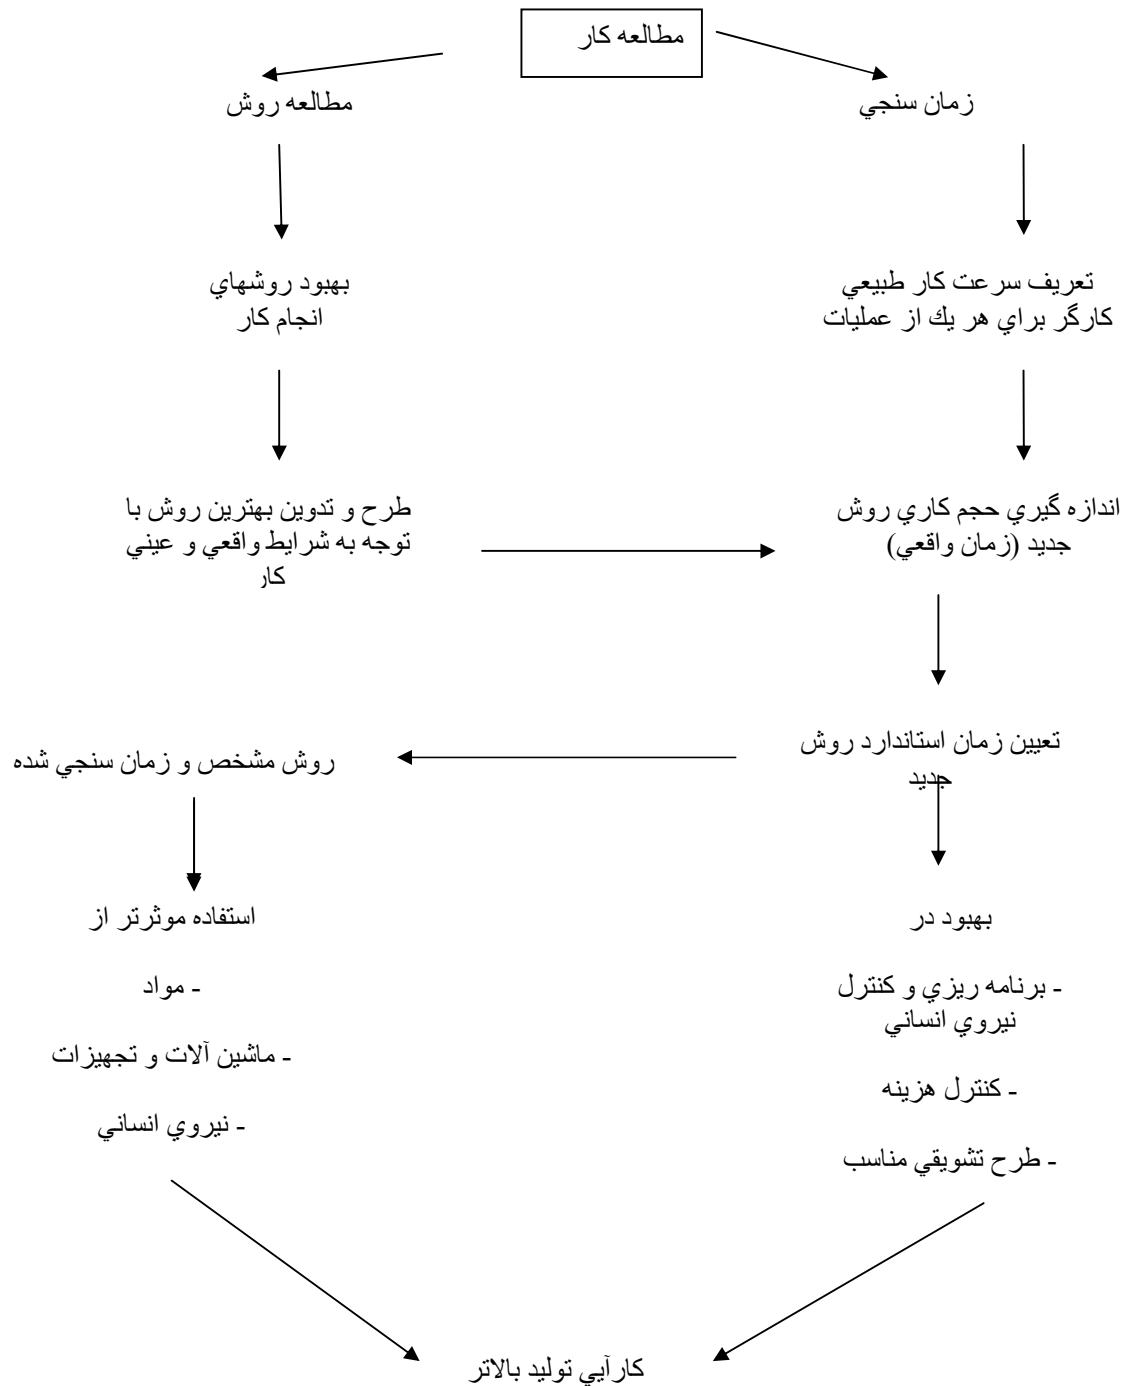 مطالعه كار
زمان سنجي
مطالعه روش
تعريف سرعت كار طبيعي
كارگر براي هر يك از عمليات
بهبود روشهاي
انجام كار
اندازه گيري حجم كاري روش
جديد (زمان واقعي)
طرح و تدوين بهترين روش با
توجه به شرايط واقعي و عيني
كار
تعيين زمان استاندارد روش
جديد
روش مشخص و زمان سنجي شده
بهبود در
- برنامه ريزي و كنترل
نيروي انساني
- كنترل هزينه
- طرح تشويقي مناسب
استفاده موثرتر از
- مواد
- ماشين آلات و تجهيزات
- نيروي انساني
كارآيي توليد بالاتر